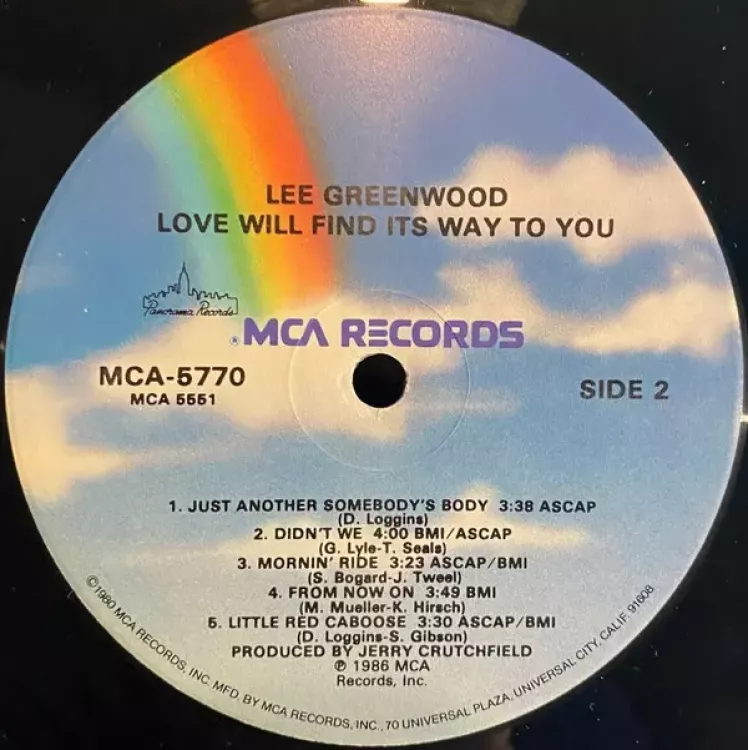 LEE GREENWOOD
LOVE WILL FIND ITS WAY TO YOU
Panorama Records
® MCA RECORDS
MCA-5770
MCA 5551
SIDE 2
1. JUST ANOTHER SOMEBODY'S BODY 3:38 ASCAP
(D. Loggins)
2. DIDN'T WE 4:00 BMI/ASCAP
(G. Lyle-T. Seals)
3. MORNIN' RIDE 3:23 ASCAP/BMI
(S. Bogard-J. Tweel)
4. FROM NOW ON 3:49 BMI
(M. Mueller-K. Hirsch)
5. LITTLE RED CABOOSE 3:30 ASCAP/BMI
(D. Loggins-S. Gibson)
PRODUCED BY JERRY CRUTCHFIELD
℗ 1986 MCA
Records, Inc.
©1980 MCA RECORDS, INC. MFD. BY MCA RECORDS, INC., 70 UNIVERSAL PLAZA, UNIVERSAL CITY, CALIF. 91608